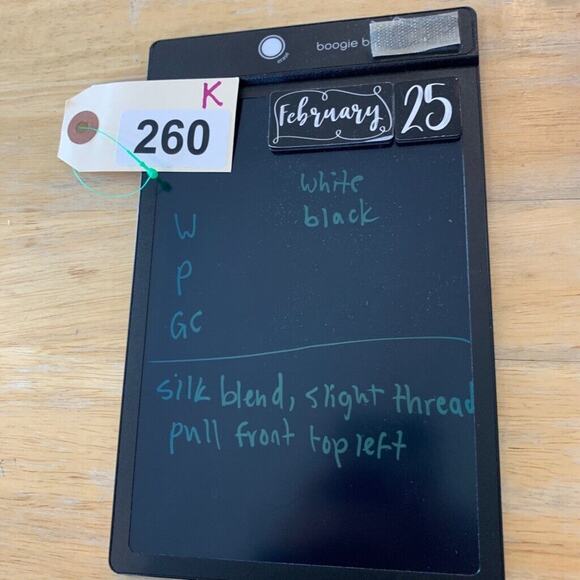 boogie b
K
260
February 25
white
black
W
P
GC
silk blend, slight thread
pull front top left